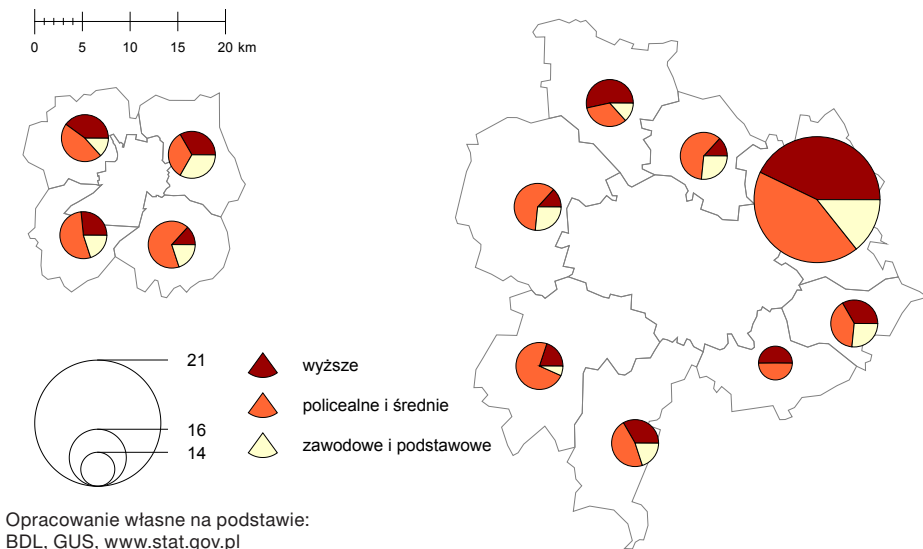 0 5 10 15 20 km
21
16
14
wyższe
policealne i średnie
zawodowe i podstawowe
Opracowanie własne na podstawie:
BDL, GUS, www.stat.gov.pl